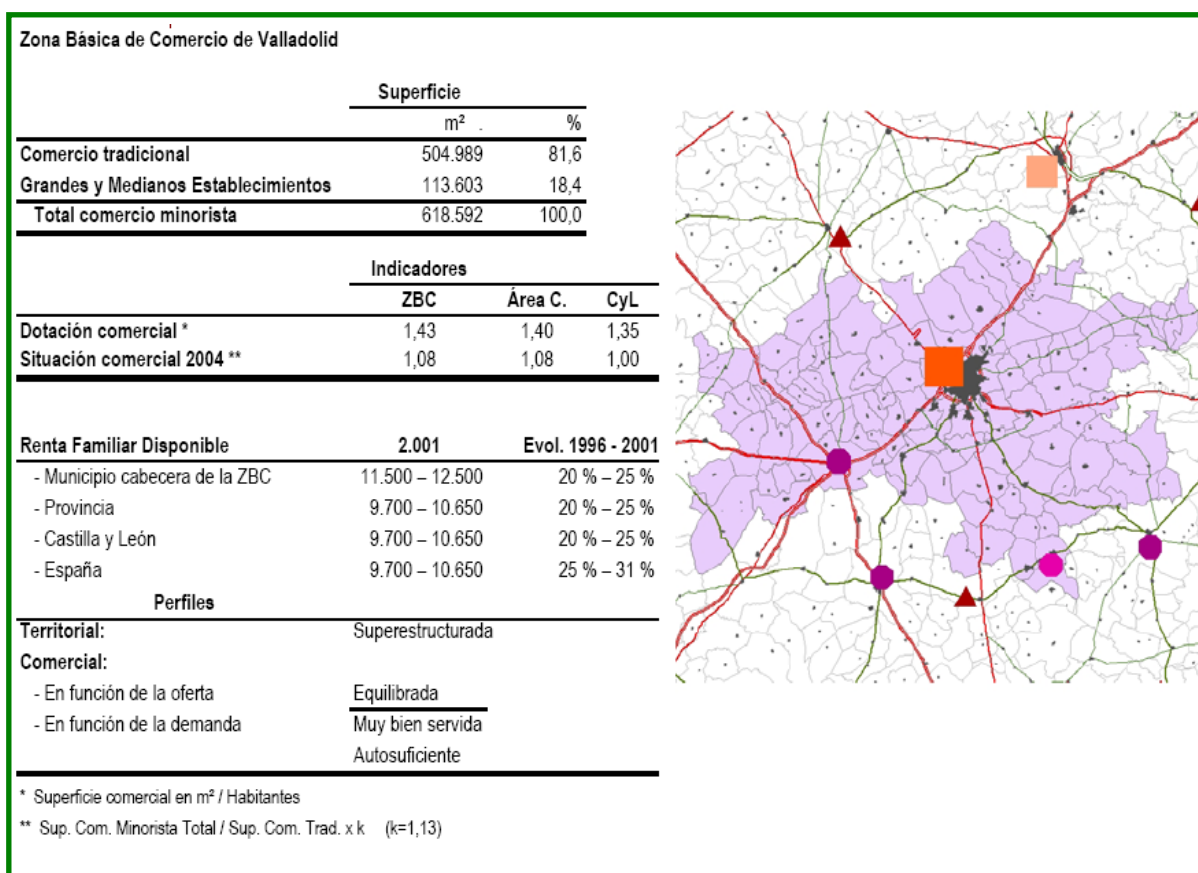 Zona Básica de Comercio de Valladolid
Superficie
m² . %
Comercio tradicional 504.989 81,6
Grandes y Medianos Establecimientos 113.603 18,4
Total comercio minorista 618.592 100,0
Indicadores
ZBC Área C. CyL
Dotación comercial * 1,43 1,40 1,35
Situación comercial 2004 ** 1,08 1,08 1,00
Renta Familiar Disponible 2.001 Evol. 1996 - 2001
- Municipio cabecera de la ZBC 11.500 – 12.500 20 % – 25 %
- Provincia 9.700 – 10.650 20 % – 25 %
- Castilla y León 9.700 – 10.650 20 % – 25 %
- España 9.700 – 10.650 25 % – 31 %
Perfiles
Territorial: Superestructurada
Comercial:
- En función de la oferta Equilibrada
- En función de la demanda Muy bien servida
Autosuficiente
* Superficie comercial en m² / Habitantes
** Sup. Com. Minorista Total / Sup. Com. Trad. x k (k=1,13)